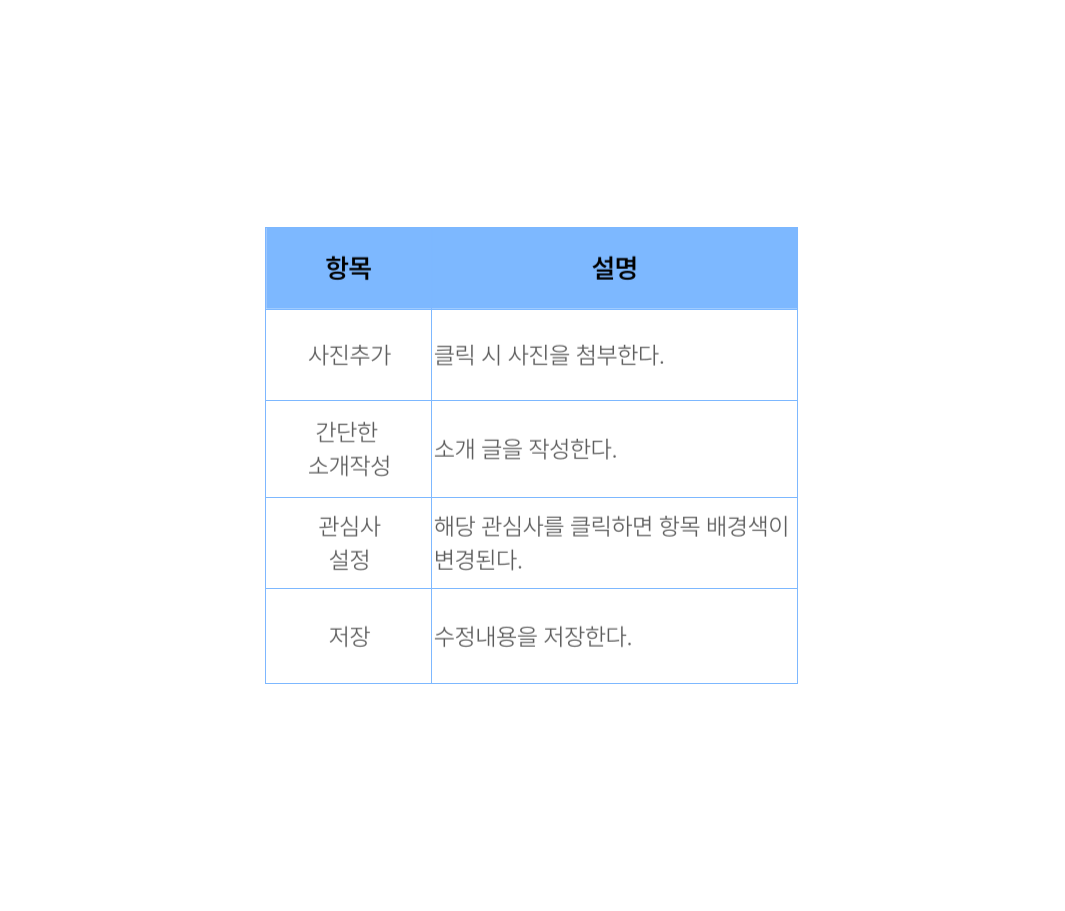 항목 설명
사진추가 클릭 시 사진을 첨부한다.
간단한
소개작성
소개 글을 작성한다.
관심사
설정
해당 관심사를 클릭하면 항목 배경색이
변경된다.
저장 수정내용을 저장한다.